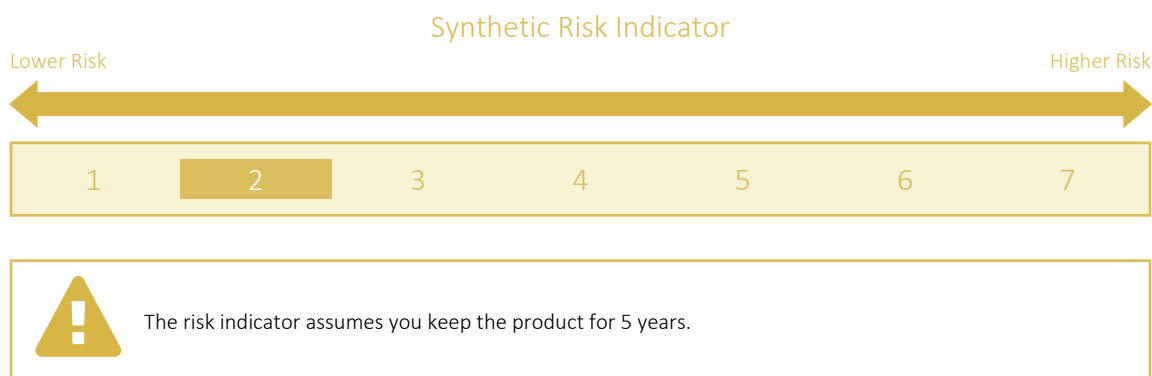 Synthetic Risk Indicator
Lower Risk Higher Risk
1 2 3 4 5 6 7
The risk indicator assumes you keep the product for 5 years.